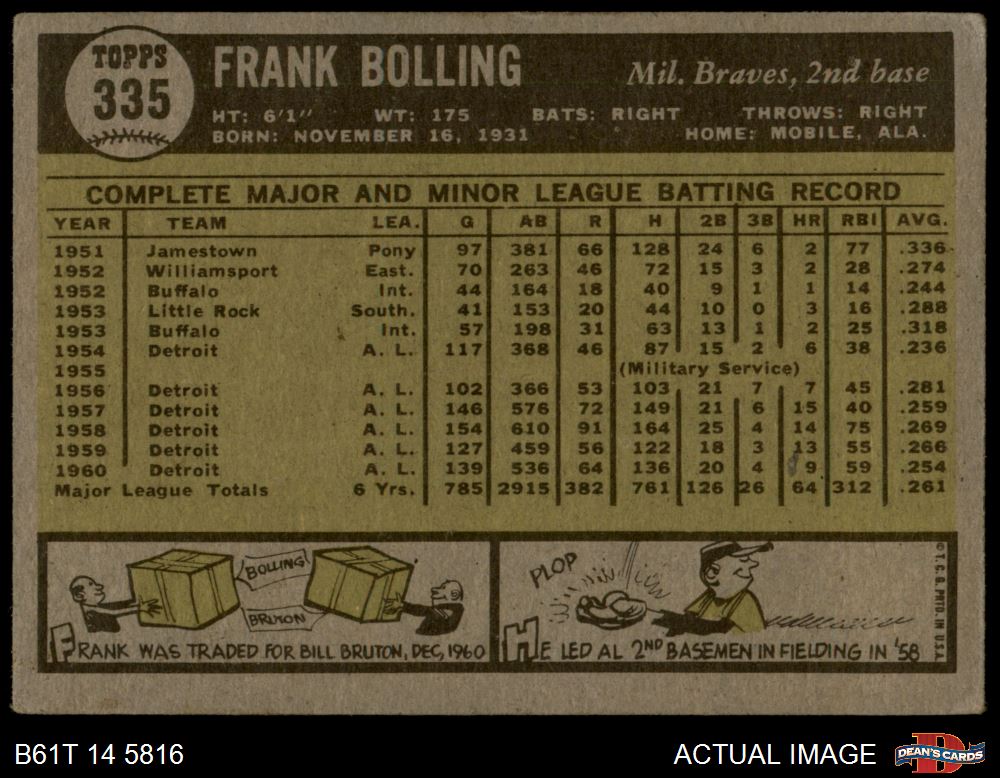 TOPPS
335
FRANK BOLLING
Mil. Braves, 2nd base
HT: 6'1" WT: 175 BATS: RIGHT THROWS: RIGHT
BORN: NOVEMBER 16, 1931 HOME: MOBILE, ALA.
COMPLETE MAJOR AND MINOR LEAGUE BATTING RECORD
YEAR TEAM LEA. G AB R H 2B 3B HR RBI AVG.
1951 Jamestown Pony 97 381 66 128 24 6 2 77 .336
1952 Williamsport East. 70 263 46 72 15 3 2 28 .274
1952 Buffalo Int. 44 164 18 40 9 1 1 14 .244
1953 Little Rock South. 41 153 20 44 10 0 3 16 .288
1953 Buffalo Int. 57 198 31 63 13 1 2 25 .318
1954 Detroit A. L. 117 368 46 87 15 2 6 38 .236
1955 (Military Service)
1956 Detroit A. L. 102 366 53 103 21 7 7 45 .281
1957 Detroit A. L. 146 576 72 149 21 6 15 40 .259
1958 Detroit A. L. 154 610 91 164 25 4 14 75 .269
1959 Detroit A. L. 127 459 56 122 18 3 13 55 .266
1960 Detroit A. L. 139 536 64 136 20 4 9 59 .254
Major League Totals 6 Yrs. 785 2915 382 761 126 26 64 312 .261
BOLLING
BRUTON
FRANK WAS TRADED FOR BILL BRUTON, DEC, 1960
PLOP
HE LED AL 2ND BASEMEN IN FIELDING IN '58
© T. C. G. PRTD. IN U.S.A.
B61T 14 5816
ACTUAL IMAGE
DEAN'S CARDS